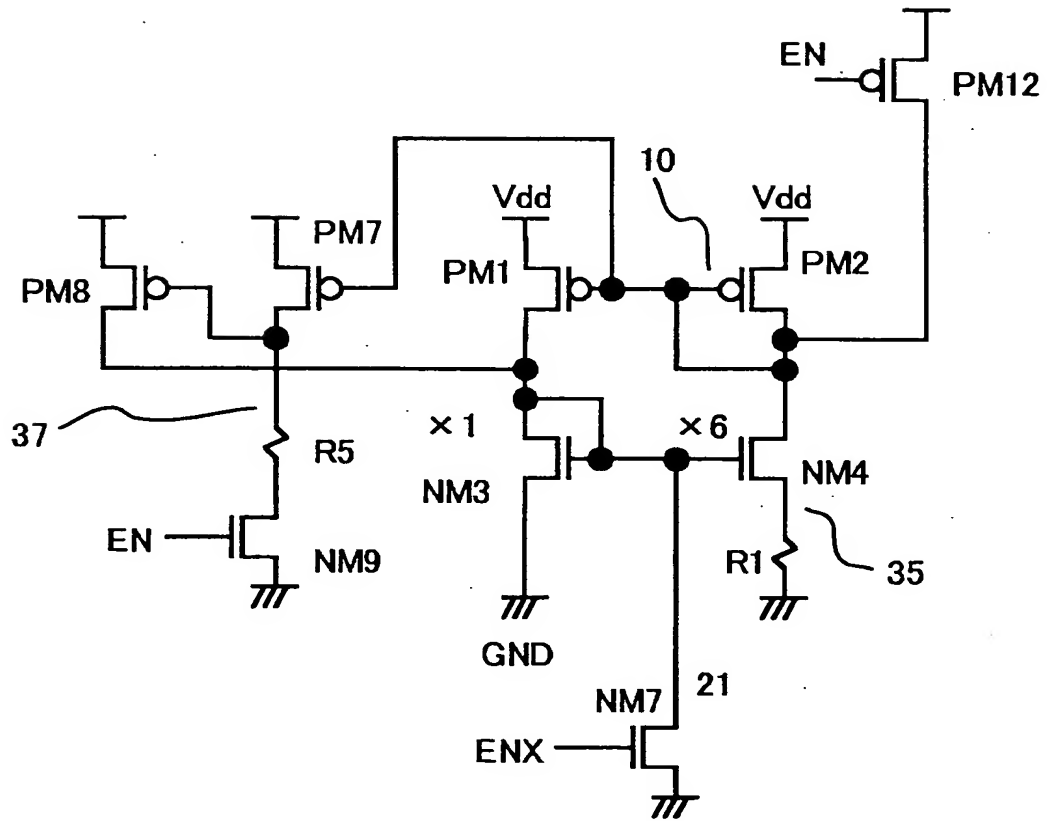 EN
PM12
10
Vdd
Vdd
PM7
PM8
PM1
PM2
×1
×6
37
R5
NM3
NM4
EN
NM9
R1
35
GND
21
NM7
ENX